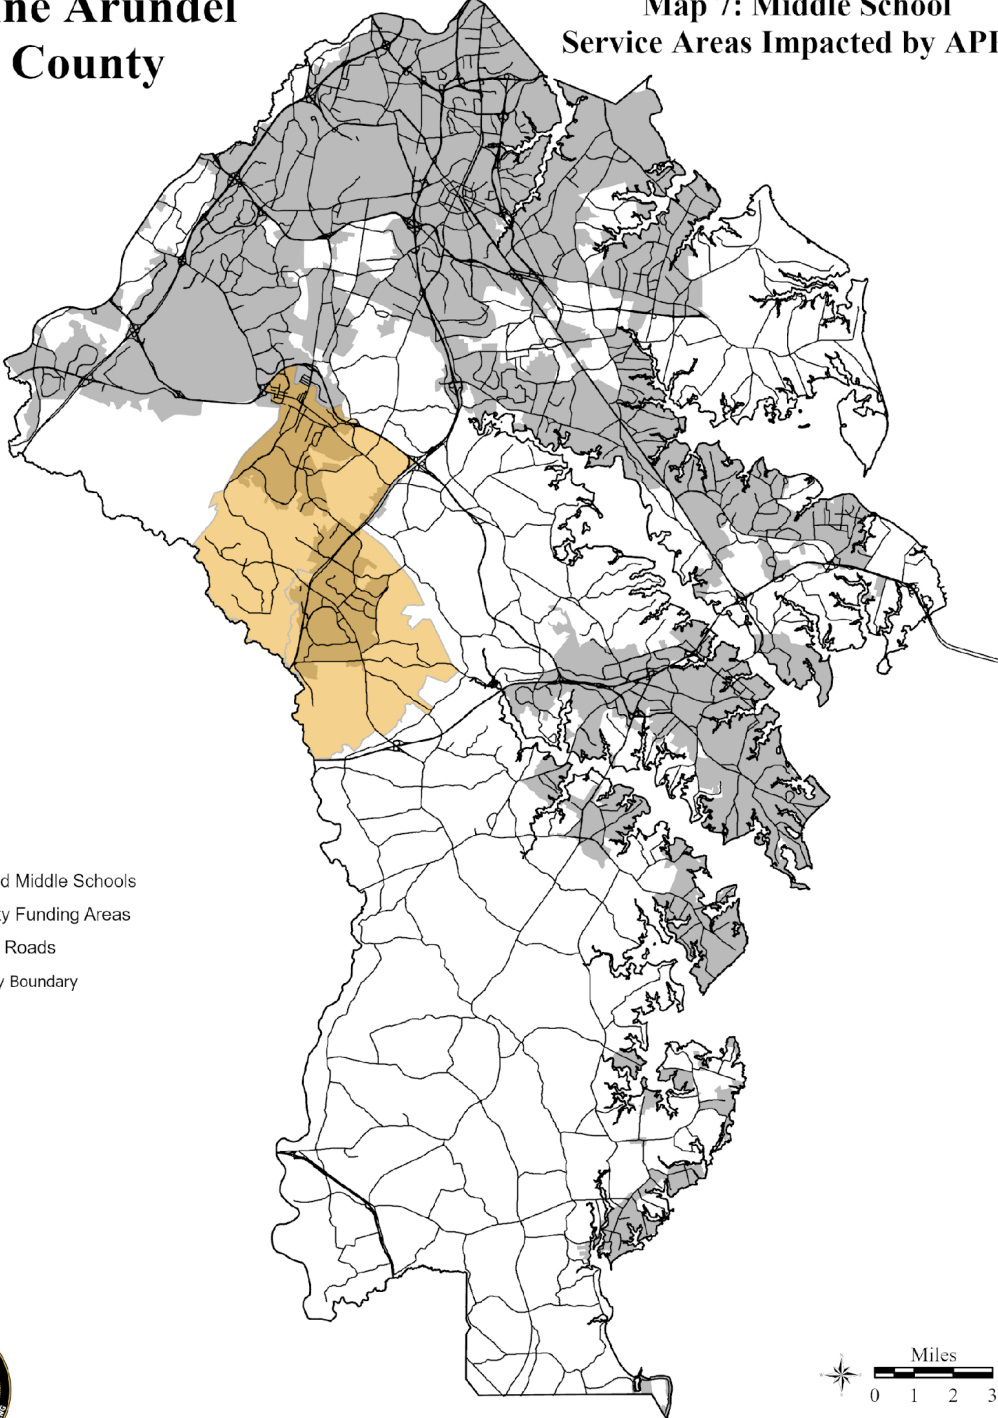 ne Arundel
County
Map 7: Middle School
Service Areas Impacted by API
d Middle Schools
y Funding Areas
Roads
y Boundary
Miles
0 1 2 3